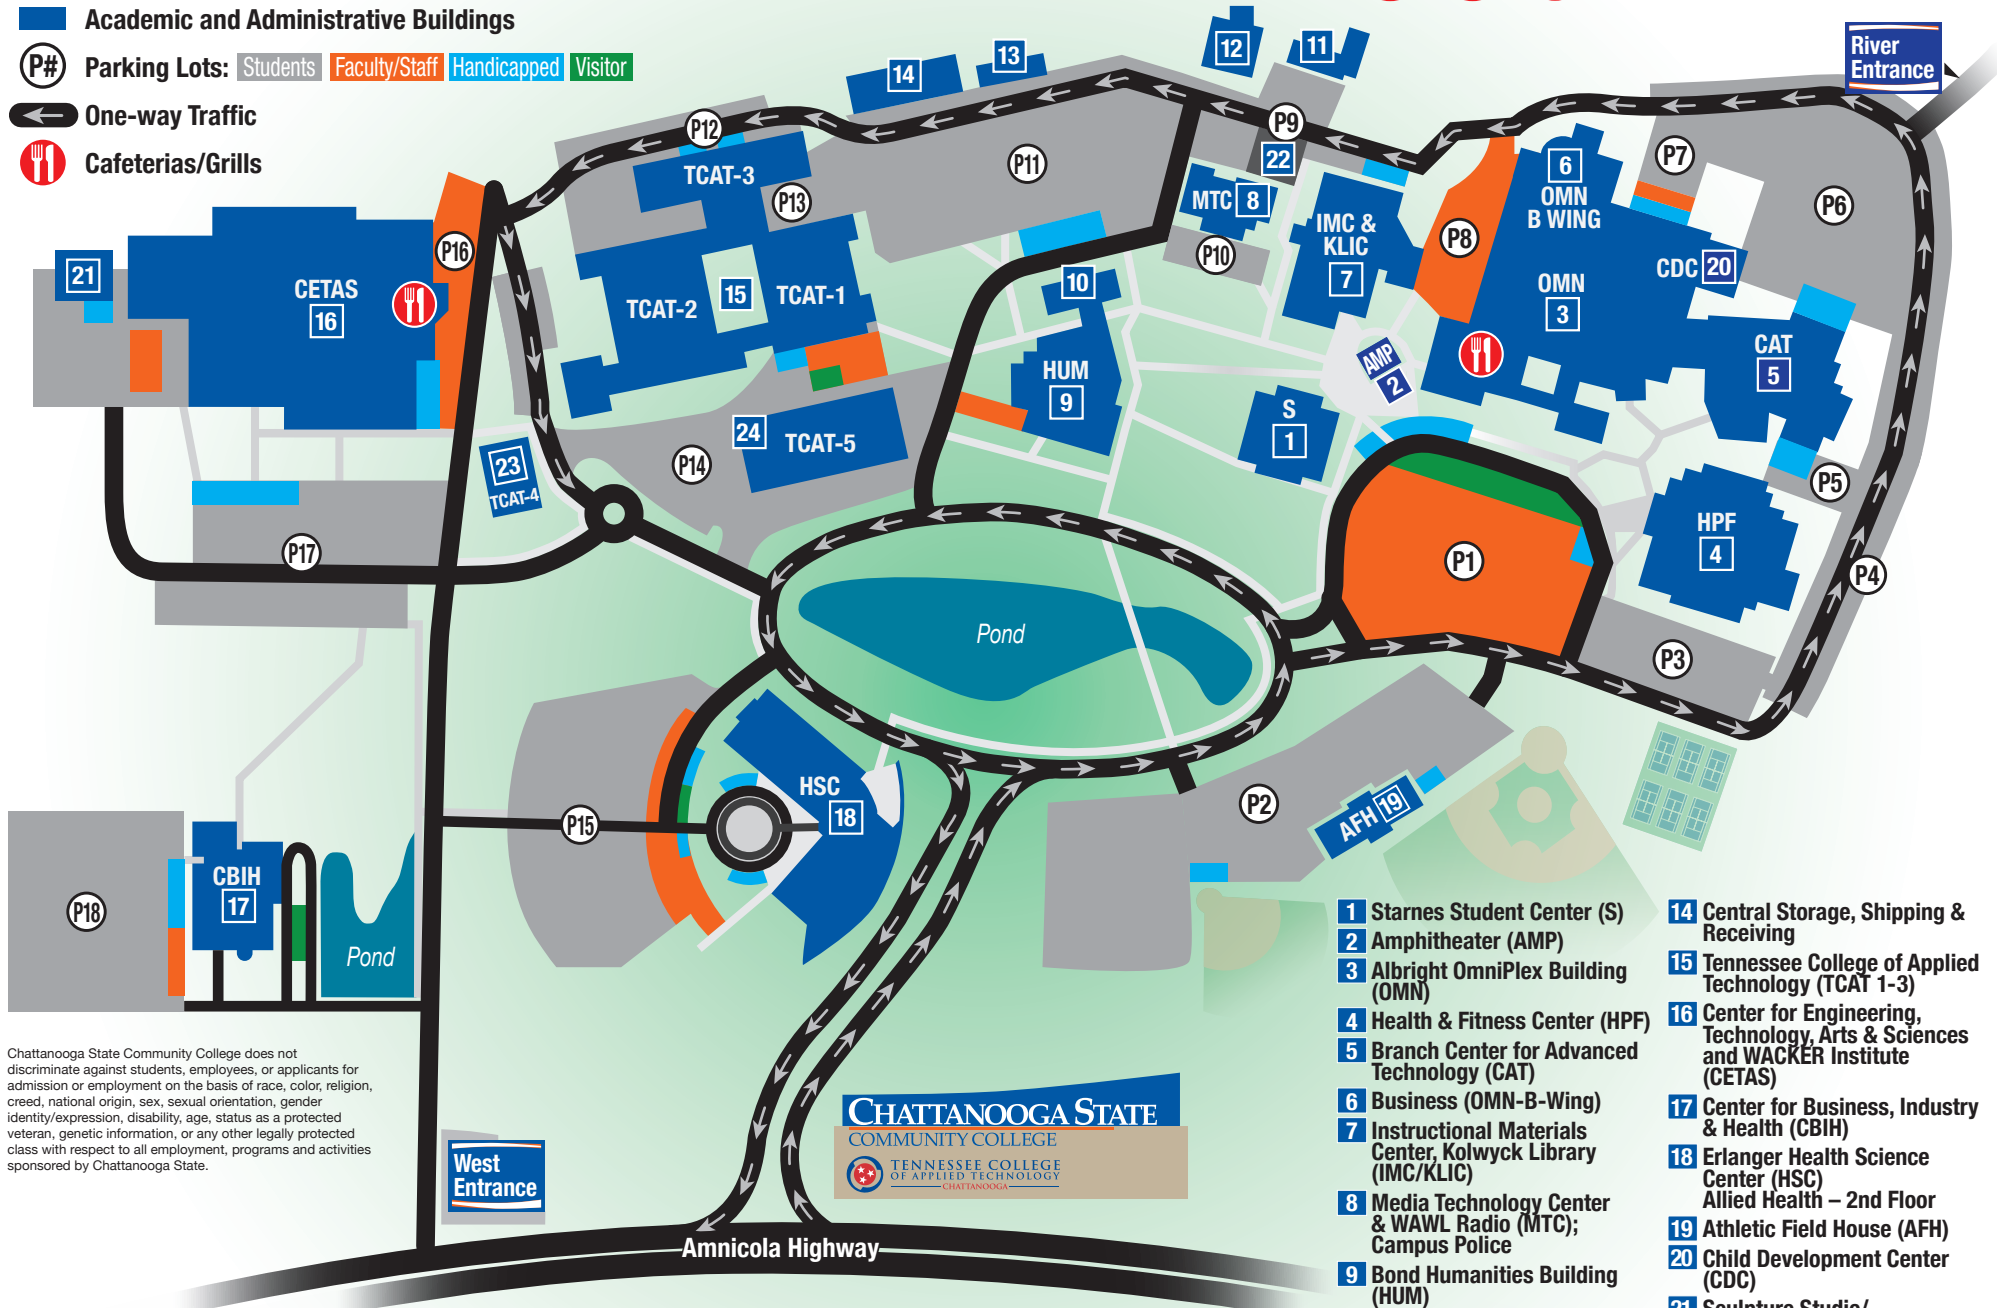 Academic and Administrative Buildings
P# Parking Lots: Students Faculty/Staff Handicapped Visitor
One-way Traffic
Cafeterias/Grills
River
Entrance
12
11
13
14
P12
P9
22
P11
TCAT-3
P13
MTC 8
P10
IMC &
KLIC
7
6
OMN
B WING
P7
P6
P8
CDC 20
OMN
3
P16
21
CETAS
16
TCAT-2
15
TCAT-1
10
HUM
9
AMP
2
CAT
5
S
1
24
TCAT-5
P14
23
TCAT-4
P5
HPF
4
P17
P1
P4
Pond
P3
HSC
18
P15
P2
AFH 19
CBIH
17
P18
Pond
Chattanooga State Community College does not
discriminate against students, employees, or applicants for
admission or employment on the basis of race, color, religion,
creed, national origin, sex, sexual orientation, gender
identity/expression, disability, age, status as a protected
veteran, genetic information, or any other legally protected
class with respect to all employment, programs and activities
sponsored by Chattanooga State.
West
Entrance
CHATTANOOGA STATE
COMMUNITY COLLEGE
TENNESSEE COLLEGE
OF APPLIED TECHNOLOGY
CHATTANOOGA
Amnicola Highway
1 Starnes Student Center (S)
2 Amphitheater (AMP)
3 Albright OmniPlex Building
(OMN)
4 Health & Fitness Center (HPF)
5 Branch Center for Advanced
Technology (CAT)
6 Business (OMN-B-Wing)
7 Instructional Materials
Center, Kolwyck Library
(IMC/KLIC)
8 Media Technology Center
& WAWL Radio (MTC);
Campus Police
9 Bond Humanities Building
(HUM)
14 Central Storage, Shipping &
Receiving
15 Tennessee College of Applied
Technology (TCAT 1-3)
16 Center for Engineering,
Technology, Arts & Sciences
and WACKER Institute
(CETAS)
17 Center for Business, Industry
& Health (CBIH)
18 Erlanger Health Science
Center (HSC)
Allied Health – 2nd Floor
19 Athletic Field House (AFH)
20 Child Development Center
(CDC)
21 Sculpture Studio/